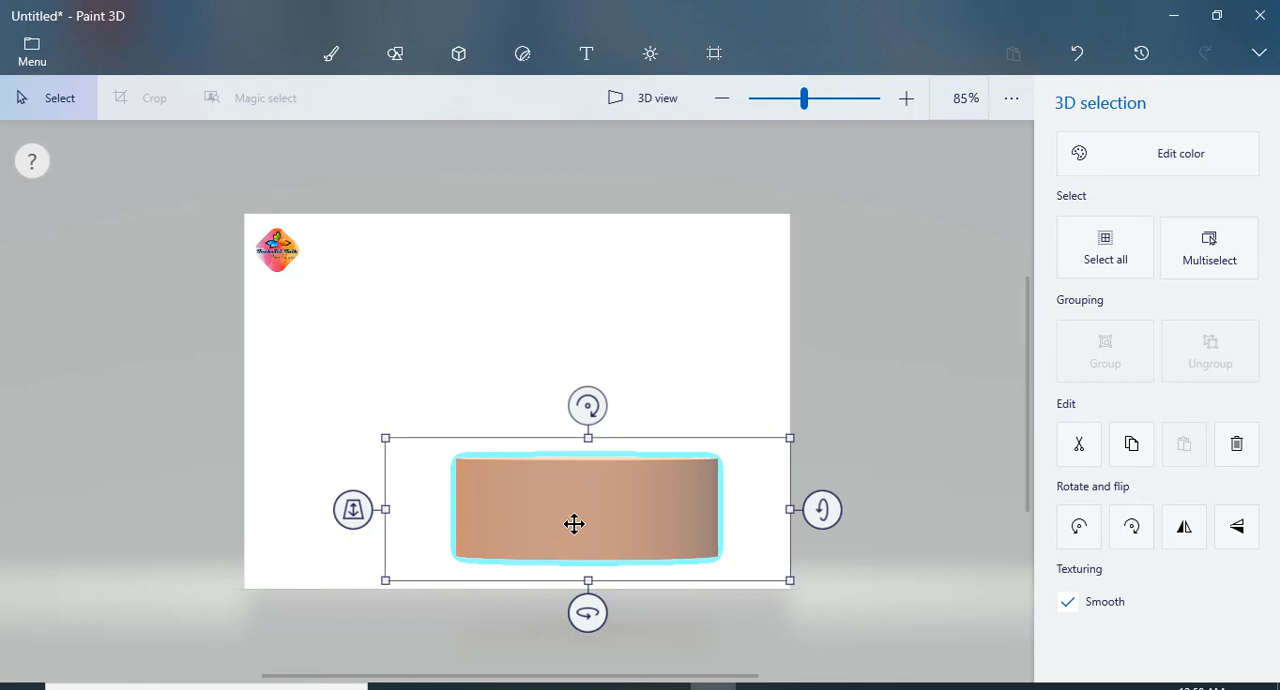 Untitled* - Paint 3D
Menu
Select
Crop
Magic select
3D view
85%
?
3D selection
Edit color
Select
Select all
Multiselect
Grouping
Group
Ungroup
Edit
Rotate and flip
Texturing
Smooth